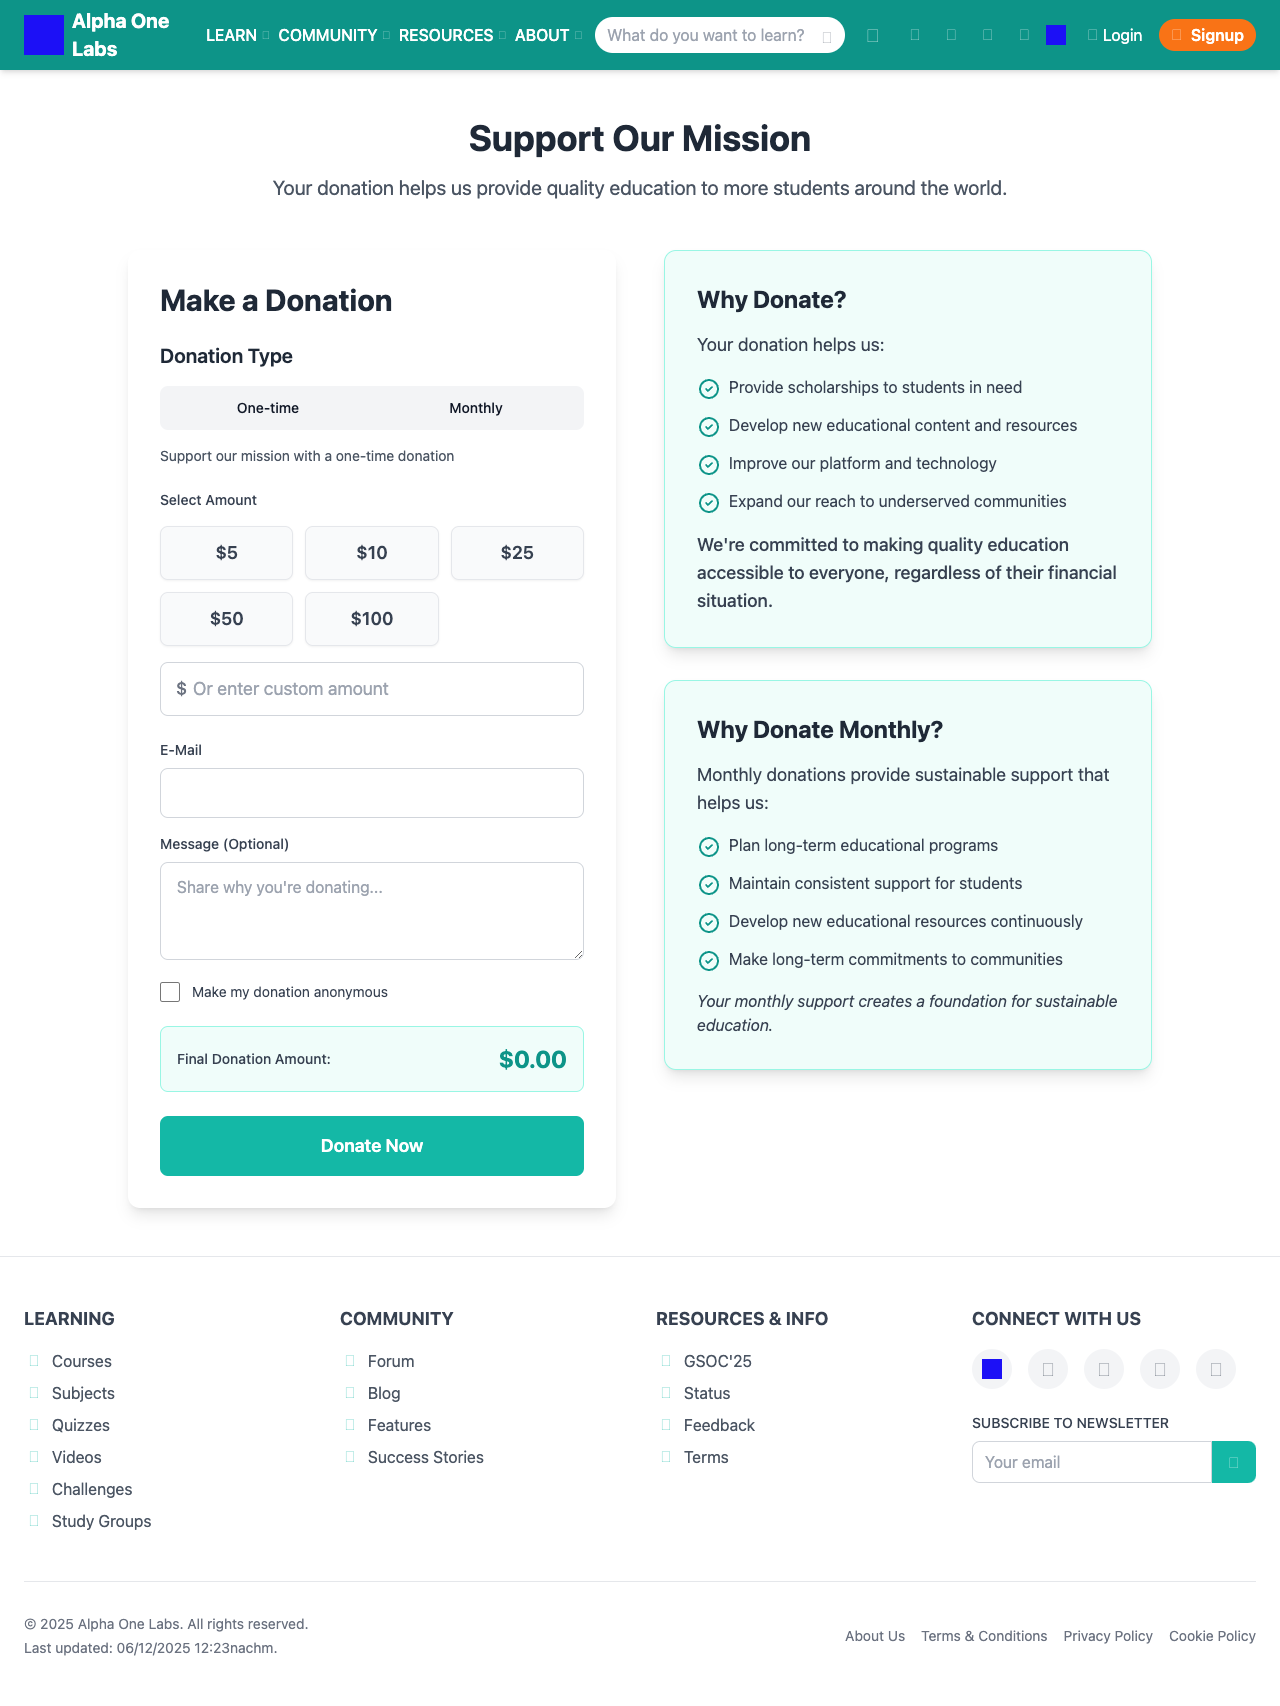 Alpha One
Labs
LEARN
COMMUNITY
RESOURCES
ABOUT
What do you want to learn?
Login
Signup
Support Our Mission
Your donation helps us provide quality education to more students around the world.
Make a Donation
Donation Type
One-time
Monthly
Support our mission with a one-time donation
Select Amount
$5
$10
$25
$50
$100
$ Or enter custom amount
E-Mail
Message (Optional)
Share why you're donating...
Make my donation anonymous
Final Donation Amount:
$0.00
Donate Now
Why Donate?
Your donation helps us:
Provide scholarships to students in need
Develop new educational content and resources
Improve our platform and technology
Expand our reach to underserved communities
We're committed to making quality education
accessible to everyone, regardless of their financial
situation.
Why Donate Monthly?
Monthly donations provide sustainable support that
helps us:
Plan long-term educational programs
Maintain consistent support for students
Develop new educational resources continuously
Make long-term commitments to communities
Your monthly support creates a foundation for sustainable
education.
LEARNING
Courses
Subjects
Quizzes
Videos
Challenges
Study Groups
COMMUNITY
Forum
Blog
Features
Success Stories
RESOURCES & INFO
GSOC'25
Status
Feedback
Terms
CONNECT WITH US
SUBSCRIBE TO NEWSLETTER
Your email
© 2025 Alpha One Labs. All rights reserved.
Last updated: 06/12/2025 12:23nachm.
About Us
Terms & Conditions
Privacy Policy
Cookie Policy